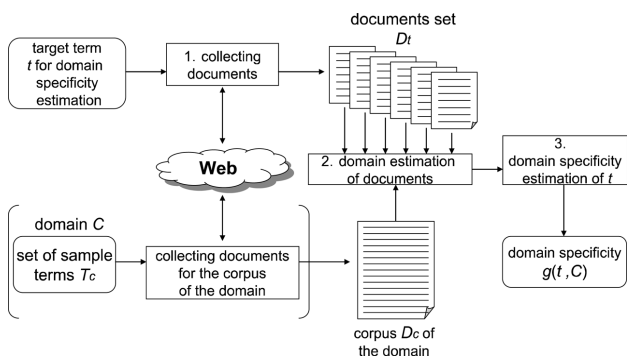 documents set
Dt
target term
t for domain
specificity
estimation
1. collecting
documents
Web
2. domain estimation
of documents
3.
domain specificity
estimation of t
domain C
set of sample
terms Tc
collecting documents
for the corpus
of the domain
domain specificity
g(t ,C)
corpus Dc of
the domain